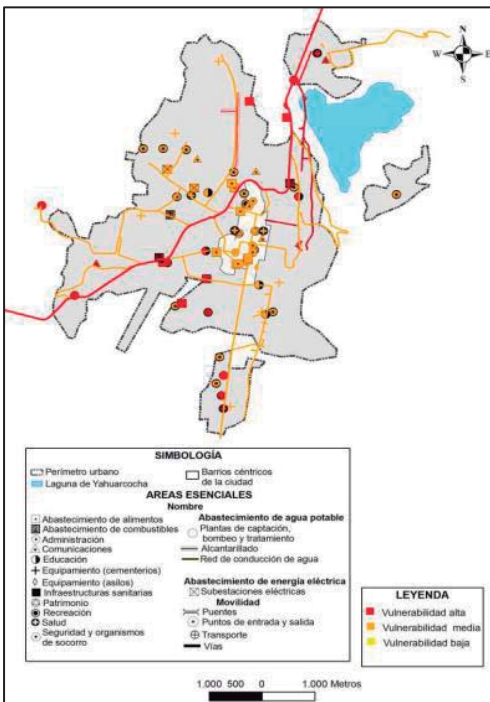 N
W E
S
SIMBOLOGÍA
Perímetro urbano
Laguna de Yahuarcocha
Barrios céntricos
de la ciudad
AREAS ESENCIALES
Nombre
Abastecimiento de alimentos
Abastecimiento de combustibles
Administración
Comunicaciones
Educación
Equipamiento (cementerios)
Equipamiento (asilos)
Infraestructuras sanitarias
Patrimonio
Recreación
Salud
Seguridad y organismos
de socorro
Abastecimiento de agua potable
Plantas de captación,
bombeo y tratamiento
Alcantarillado
Red de conducción de agua
Abastecimiento de energía eléctrica
Subestaciones eléctricas
Movilidad
Puentes
Puntos de entrada y salida
Transporte
Vías
LEYENDA
Vulnerabilidad alta
Vulnerabilidad media
Vulnerabilidad baja
1.000 500 0 1.000 Metros